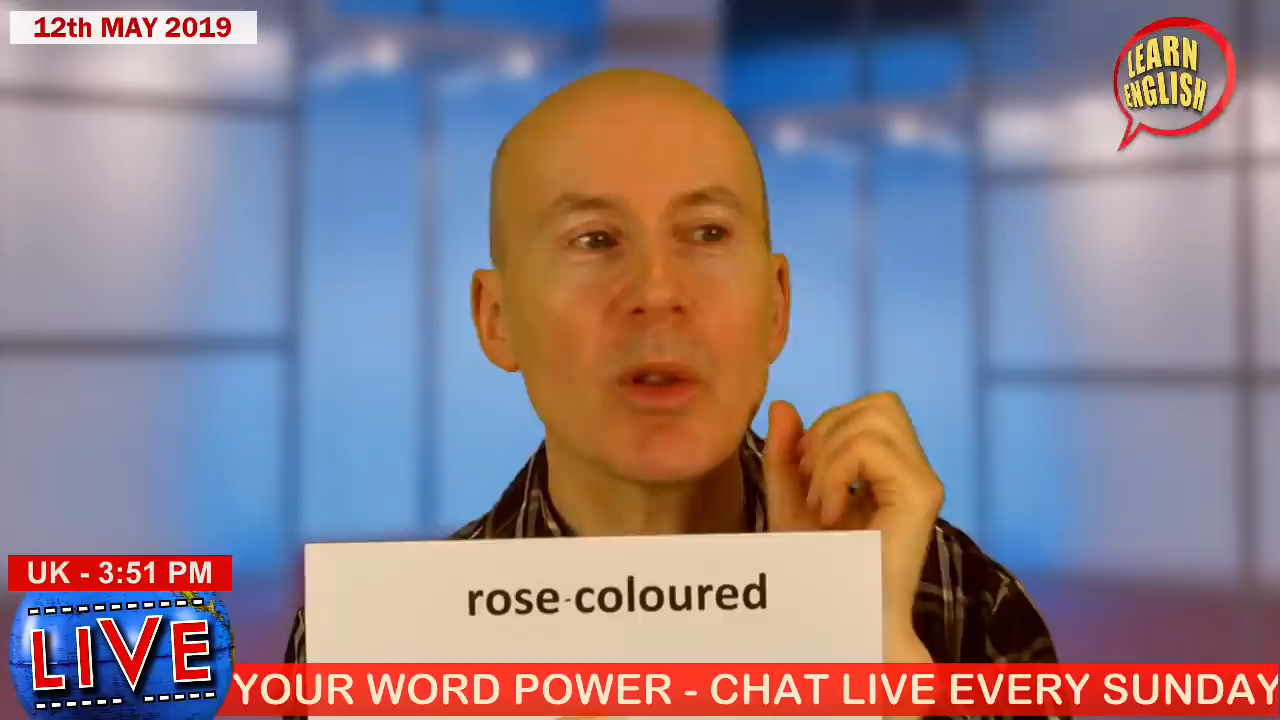 12th MAY 2019
LEARN
ENGLISH
rose-coloured
UK - 3:51 PM
LIVE
YOUR WORD POWER - CHAT LIVE EVERY SUNDAY